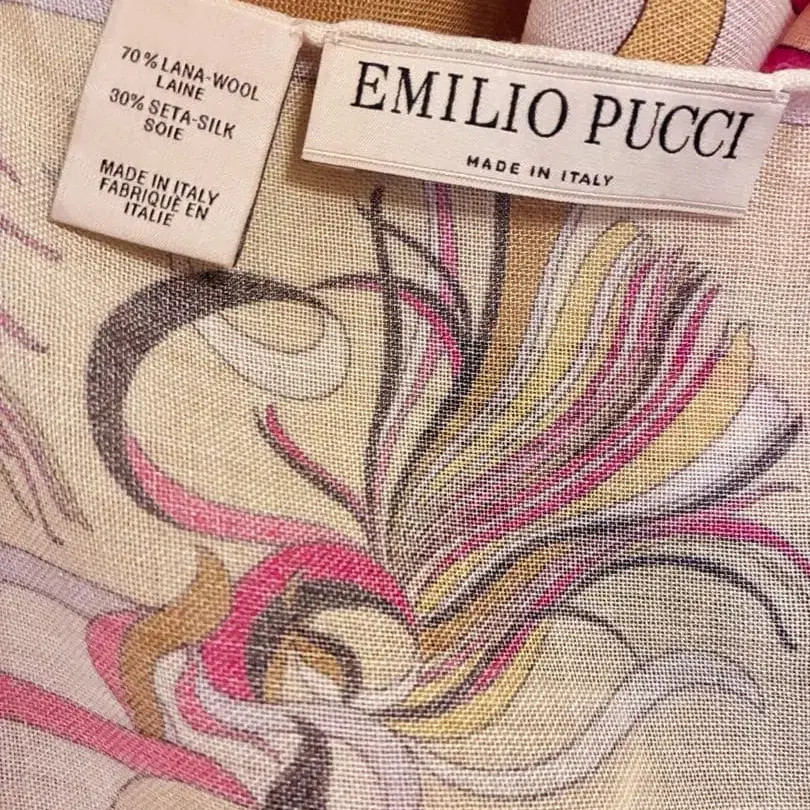 70% LANA-WOOL
LAINE
30% SETA-SILK
SOIE
MADE IN ITALY
FABRIQUÉ EN
ITALIE
EMILIO PUCCI
MADE IN ITALY